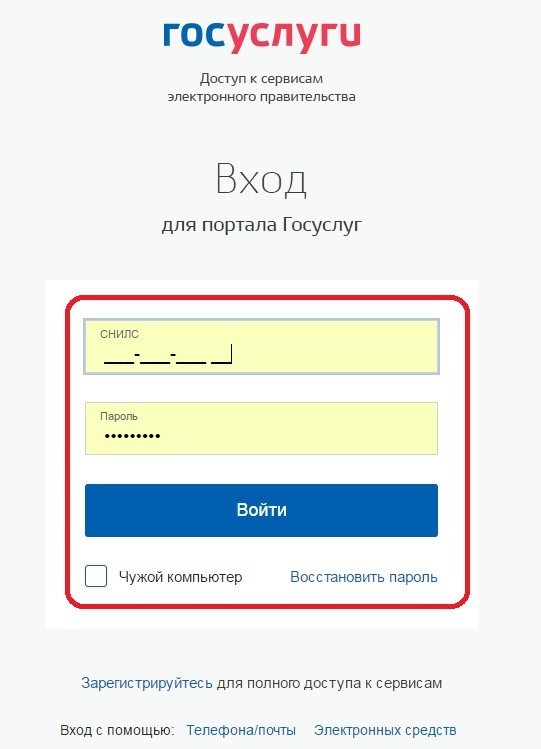 госуслуги
Доступ к сервисам
электронного правительства
Вход
для портала Госуслуг
СНИЛС
___-___-___ __
Пароль
•••••••••
Войти
Чужой компьютер Восстановить пароль
Зарегистрируйтесь для полного доступа к сервисам
Вход с помощью: Телефона/почты Электронных средств